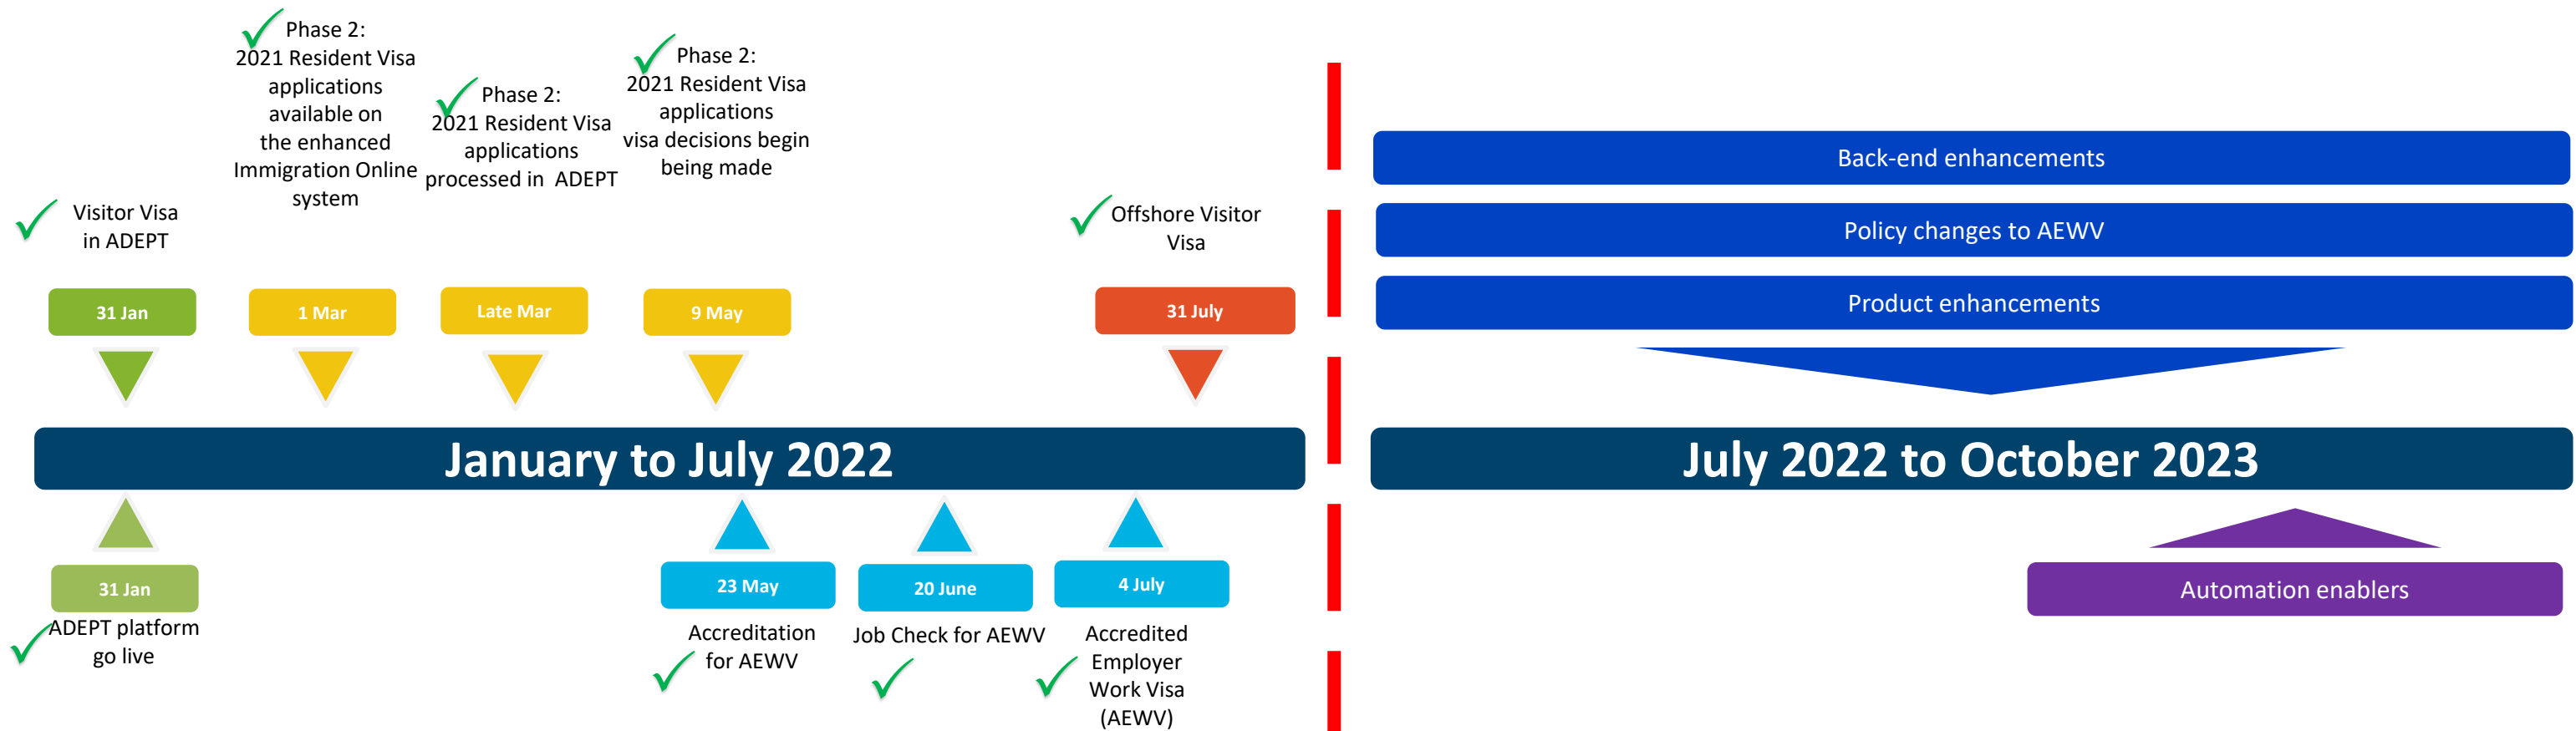 Phase 2:
2021 Resident Visa
applications
available on
the enhanced
Immigration Online
system
Phase 2:
2021 Resident Visa
applications
processed in ADEPT
Phase 2:
2021 Resident Visa
applications
visa decisions begin
being made
Visitor Visa
in ADEPT
Offshore Visitor
Visa
31 Jan
1 Mar
Late Mar
9 May
31 July
January to July 2022
31 Jan
ADEPT platform
go live
23 May
Accreditation
for AEWV
20 June
Job Check for AEWV
4 July
Accredited
Employer
Work Visa
(AEWV)
Back-end enhancements
Policy changes to AEWV
Product enhancements
July 2022 to October 2023
Automation enablers